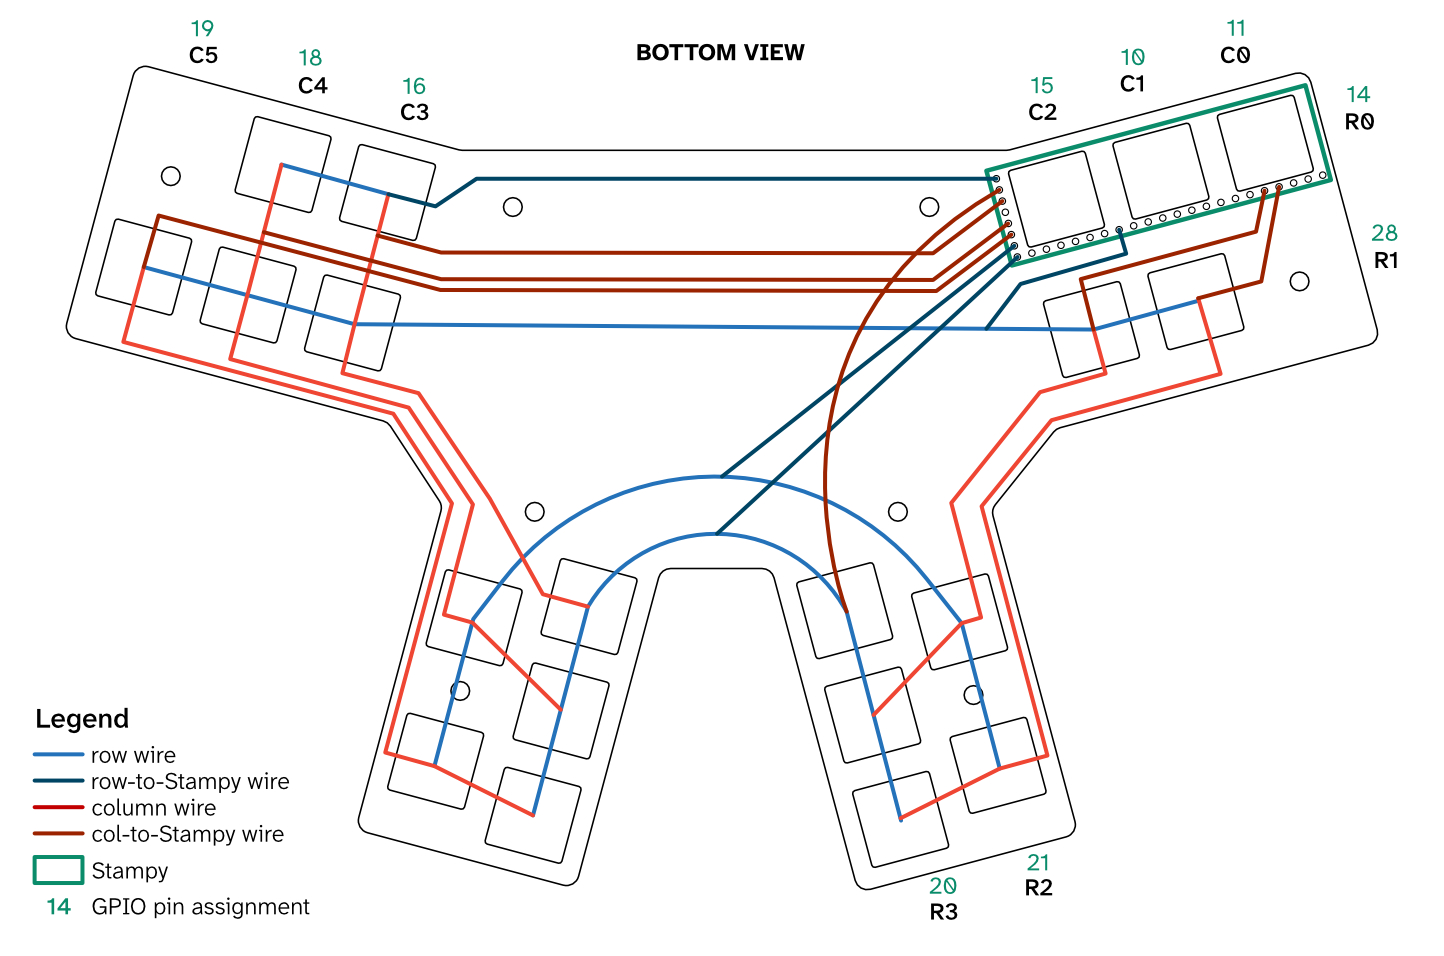 BOTTOM VIEW
19
C5
18
C4
16
C3
15
C2
10
C1
11
C0
14
R0
28
R1
21
R2
20
R3
Legend
row wire
row-to-Stampy wire
column wire
col-to-Stampy wire
Stampy
14 GPIO pin assignment